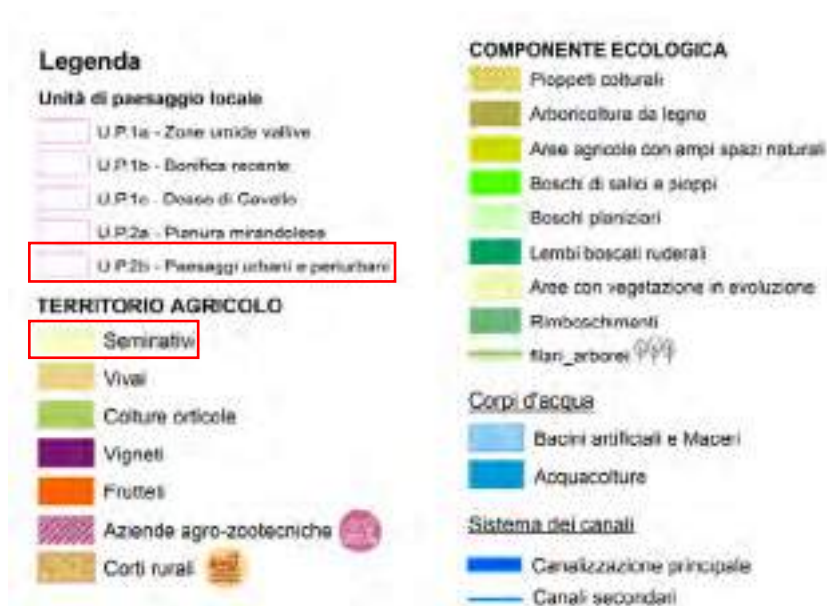 Legenda
Unità di paesaggio locale
U.P.1a - Zone umide vallive
U.P.1b - Bonifica recente
U.P.1c - Dosso di Gavello
U.P.2a - Pianura mirandolese
U.P.2b - Paesaggi urbani e periurbani
TERRITORIO AGRICOLO
Seminativi
Vivai
Colture orticole
Vigneti
Frutteti
Aziende agro-zootecniche
Corti rurali
COMPONENTE ECOLOGICA
Pioppeti colturali
Arboricoltura da legno
Aree agricole con ampi spazi naturali
Boschi di salici e pioppi
Boschi planiziari
Lembi boscati ruderali
Aree con vegetazione in evoluzione
Rimboschimenti
filari_arborei
Corpi d'acqua
Bacini artificiali e Maceri
Acquacolture
Sistema dei canali
Canalizzazione principale
Canali secondari